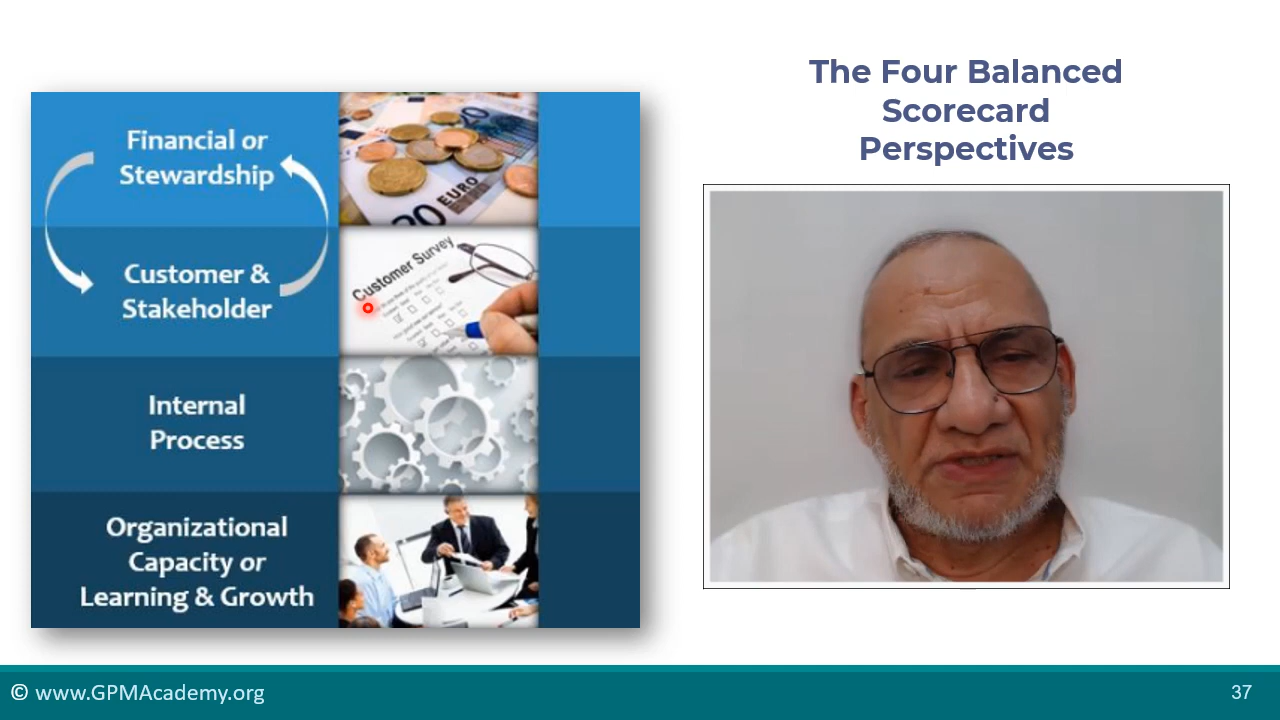 The Four Balanced
Scorecard
Perspectives
Financial or
Stewardship
20
EURO
20
Customer &
Stakeholder
Customer Survey
Internal
Process
Organizational
Capacity or
Learning & Growth
© www.GPMAcademy.org
37